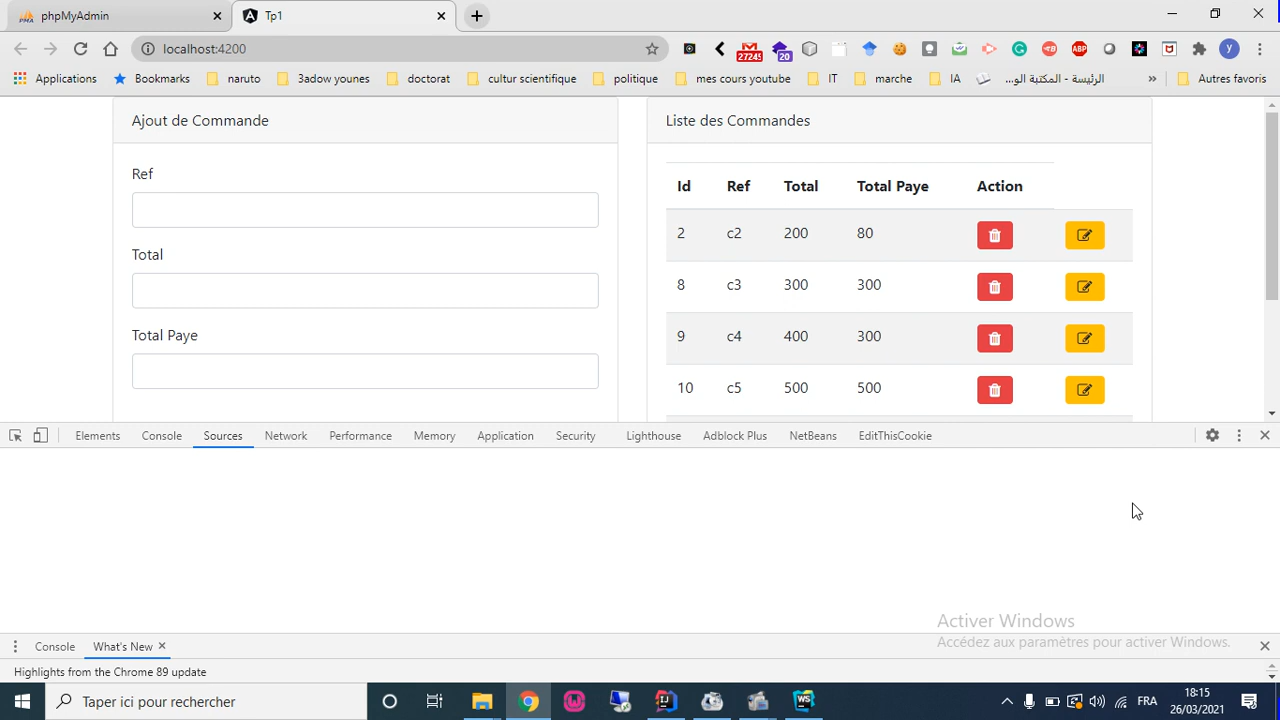 phpMyAdmin
Tp1
localhost:4200
27245
20
ABP
y
Applications
Bookmarks
naruto
3adow younes
doctorat
cultur scientifique
politique
mes cours youtube
IT
marche
IA
الرئيسة - المكتبة الو...
»
Autres favoris
Ajout de Commande
Ref
Total
Total Paye
Liste des Commandes
Id Ref Total Total Paye Action
2 c2 200 80
8 c3 300 300
9 c4 400 300
10 c5 500 500
Elements Console Sources Network Performance Memory Application Security Lighthouse Adblock Plus NetBeans EditThisCookie
Activer Windows
Accédez aux paramètres pour activer Windows.
Console What's New
Highlights from the Chrome 89 update
Taper ici pour rechercher
WS
FRA
18:15
26/03/2021